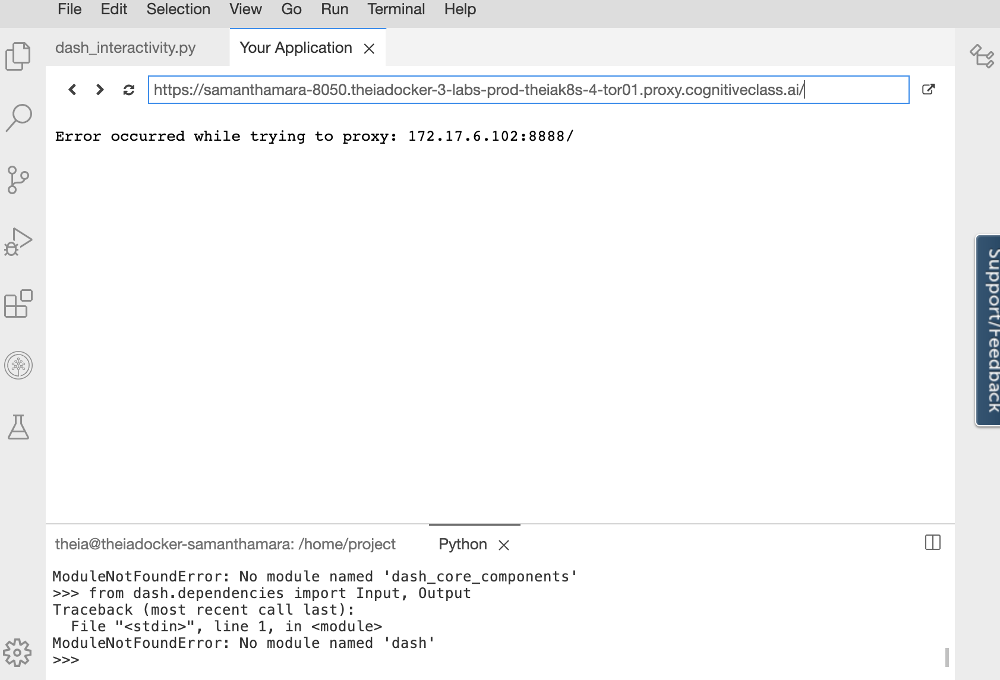 File Edit Selection View Go Run Terminal Help
dash_interactivity.py Your Application
https://samanthamara-8050.theiadocker-3-labs-prod-theiak8s-4-tor01.proxy.cognitiveclass.ai/
Error occurred while trying to proxy: 172.17.6.102:8888/
Support/Feedback
theia@theiadocker-samanthamara: /home/project Python
ModuleNotFoundError: No module named 'dash_core_components'
>>> from dash.dependencies import Input, Output
Traceback (most recent call last):
  File "<stdin>", line 1, in <module>
ModuleNotFoundError: No module named 'dash'
>>>